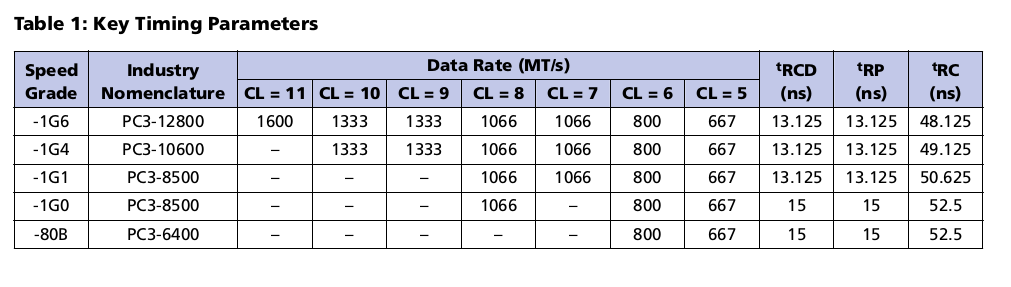 Table 1: Key Timing Parameters
Speed Grade Industry Nomenclature Data Rate (MT/s) tRCD (ns) tRP (ns) tRC (ns)
CL = 11 CL = 10 CL = 9 CL = 8 CL = 7 CL = 6 CL = 5
-1G6 PC3-12800 1600 1333 1333 1066 1066 800 667 13.125 13.125 48.125
-1G4 PC3-10600 – 1333 1333 1066 1066 800 667 13.125 13.125 49.125
-1G1 PC3-8500 – – – 1066 1066 800 667 13.125 13.125 50.625
-1G0 PC3-8500 – – – 1066 – 800 667 15 15 52.5
-80B PC3-6400 – – – – – 800 667 15 15 52.5